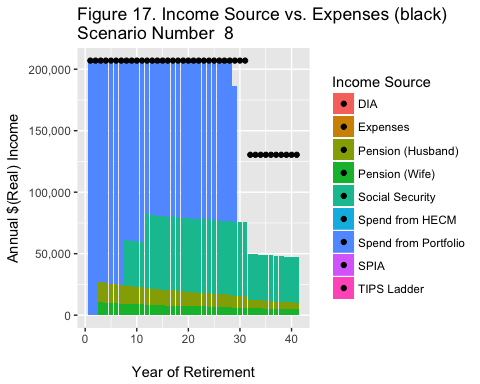 Figure 17. Income Source vs. Expenses (black)
Scenario Number  8
Annual $(Real) Income
200,000
150,000
100,000
50,000
0
0
10
20
30
40
Year of Retirement
Income Source
DIA
Expenses
Pension (Husband)
Pension (Wife)
Social Security
Spend from HECM
Spend from Portfolio
SPIA
TIPS Ladder